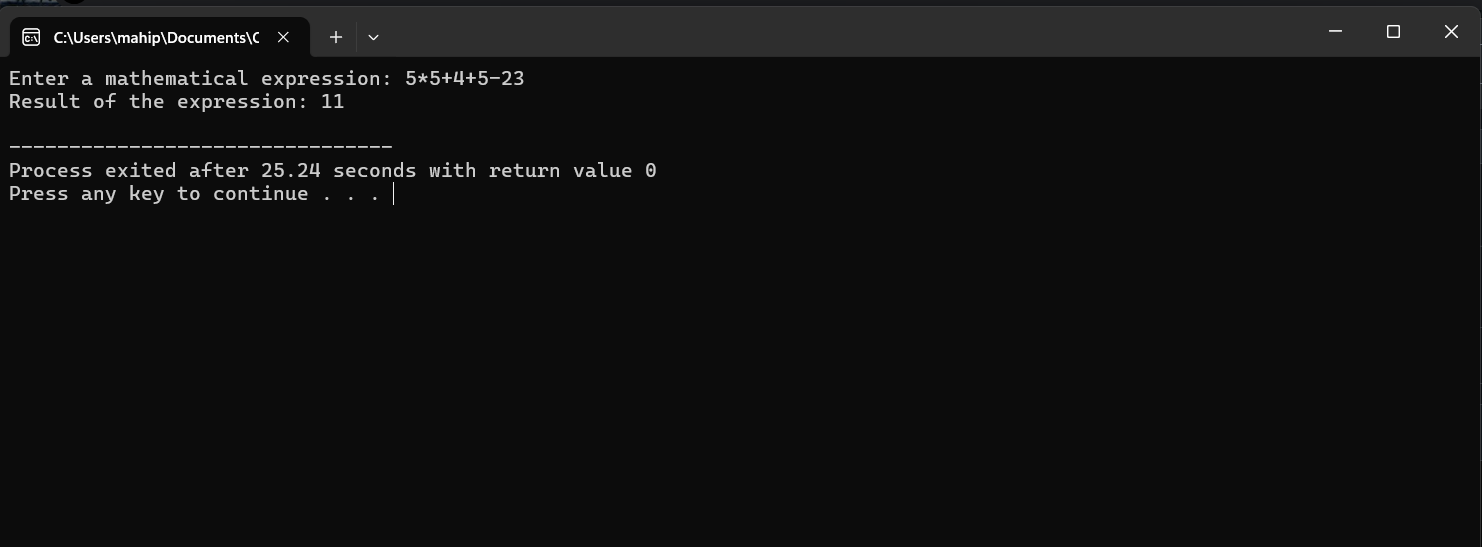 C:\Users\mahip\Documents\C
Enter a mathematical expression: 5*5+4+5-23
Result of the expression: 11
--------------------------------
Process exited after 25.24 seconds with return value 0
Press any key to continue . . .